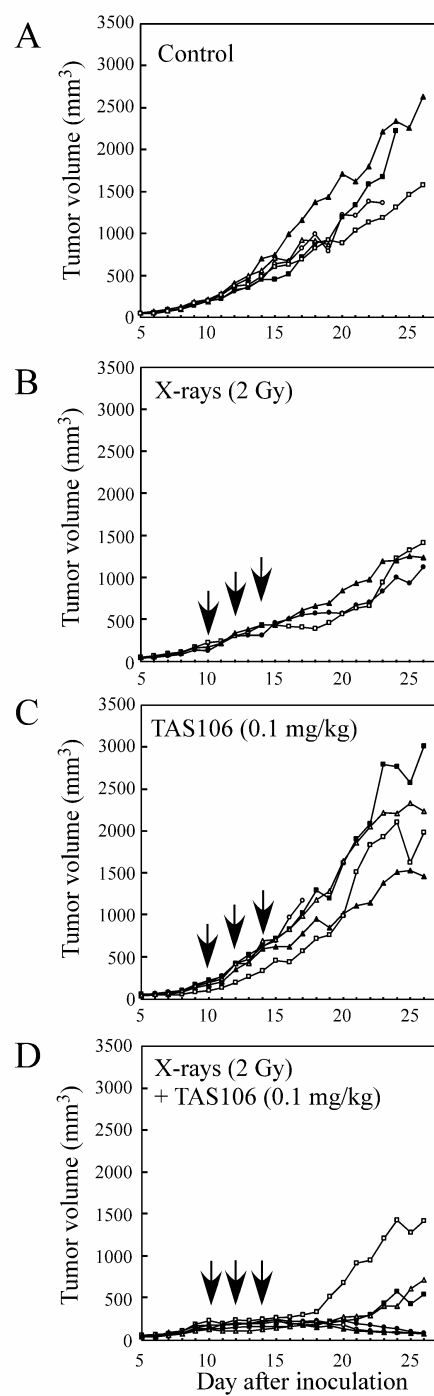 A
Control
Tumor volume (mm³)
3500
3000
2500
2000
1500
1000
500
0
5 10 15 20 25
B
X-rays (2 Gy)
Tumor volume (mm³)
3500
3000
2500
2000
1500
1000
500
0
5 10 15 20 25
C
TAS106 (0.1 mg/kg)
Tumor volume (mm³)
3500
3000
2500
2000
1500
1000
500
0
5 10 15 20 25
D
X-rays (2 Gy)
+ TAS106 (0.1 mg/kg)
Tumor volume (mm³)
3500
3000
2500
2000
1500
1000
500
0
5 10 15 20 25
Day after inoculation